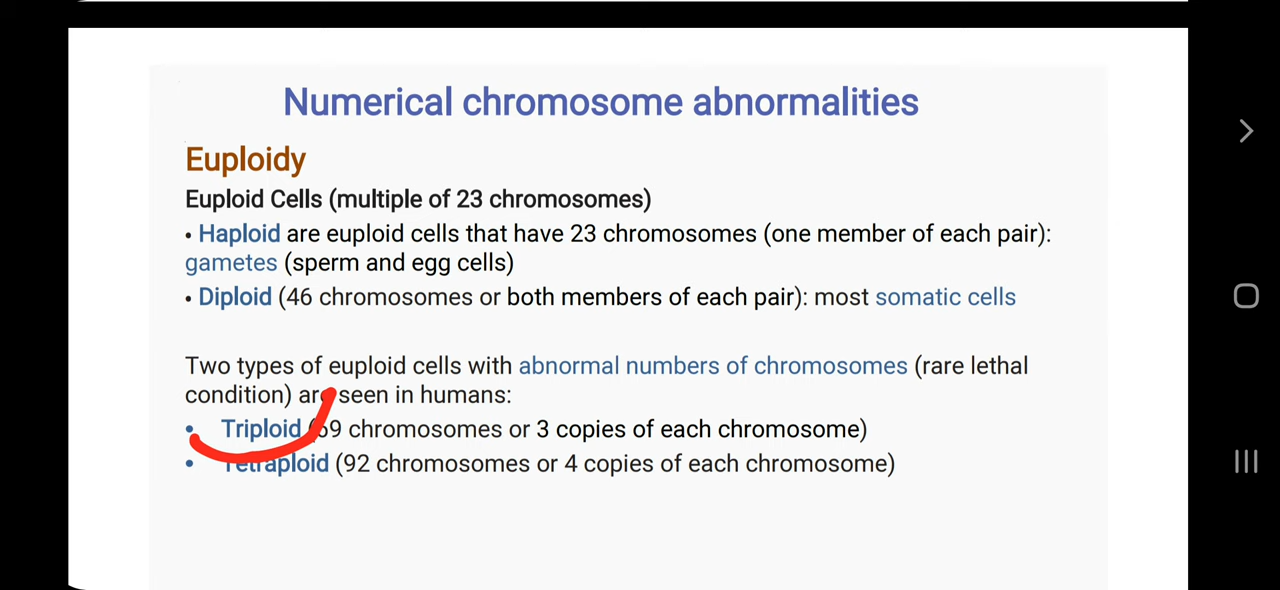 Numerical chromosome abnormalities
Euploidy
Euploid Cells (multiple of 23 chromosomes)
• Haploid are euploid cells that have 23 chromosomes (one member of each pair):
gametes (sperm and egg cells)
• Diploid (46 chromosomes or both members of each pair): most somatic cells
Two types of euploid cells with abnormal numbers of chromosomes (rare lethal
condition) are seen in humans:
• Triploid (69 chromosomes or 3 copies of each chromosome)
• Tetraploid (92 chromosomes or 4 copies of each chromosome)